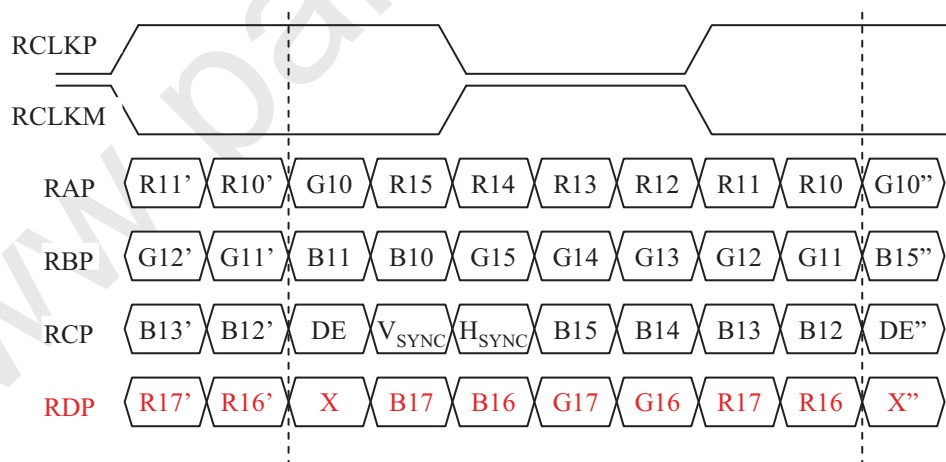 RCLKP
RCLKM
RAP R11’ R10’ G10 R15 R14 R13 R12 R11 R10 G10”
RBP G12’ G11’ B11 B10 G15 G14 G13 G12 G11 B15”
RCP B13’ B12’ DE VSYNC HSYNC B15 B14 B13 B12 DE”
RDP R17’ R16’ X B17 B16 G17 G16 R17 R16 X”